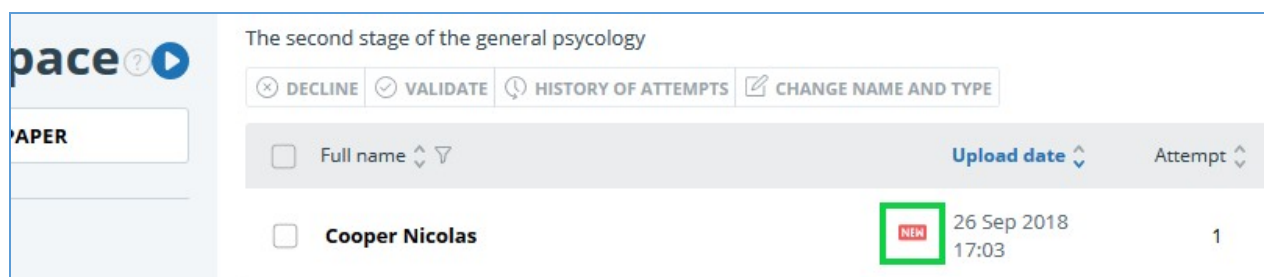 The second stage of the general psycology
pace ?
DECLINE VALIDATE HISTORY OF ATTEMPTS CHANGE NAME AND TYPE
PAPER
Full name Upload date Attempt
Cooper Nicolas NEW 26 Sep 2018 1
17:03